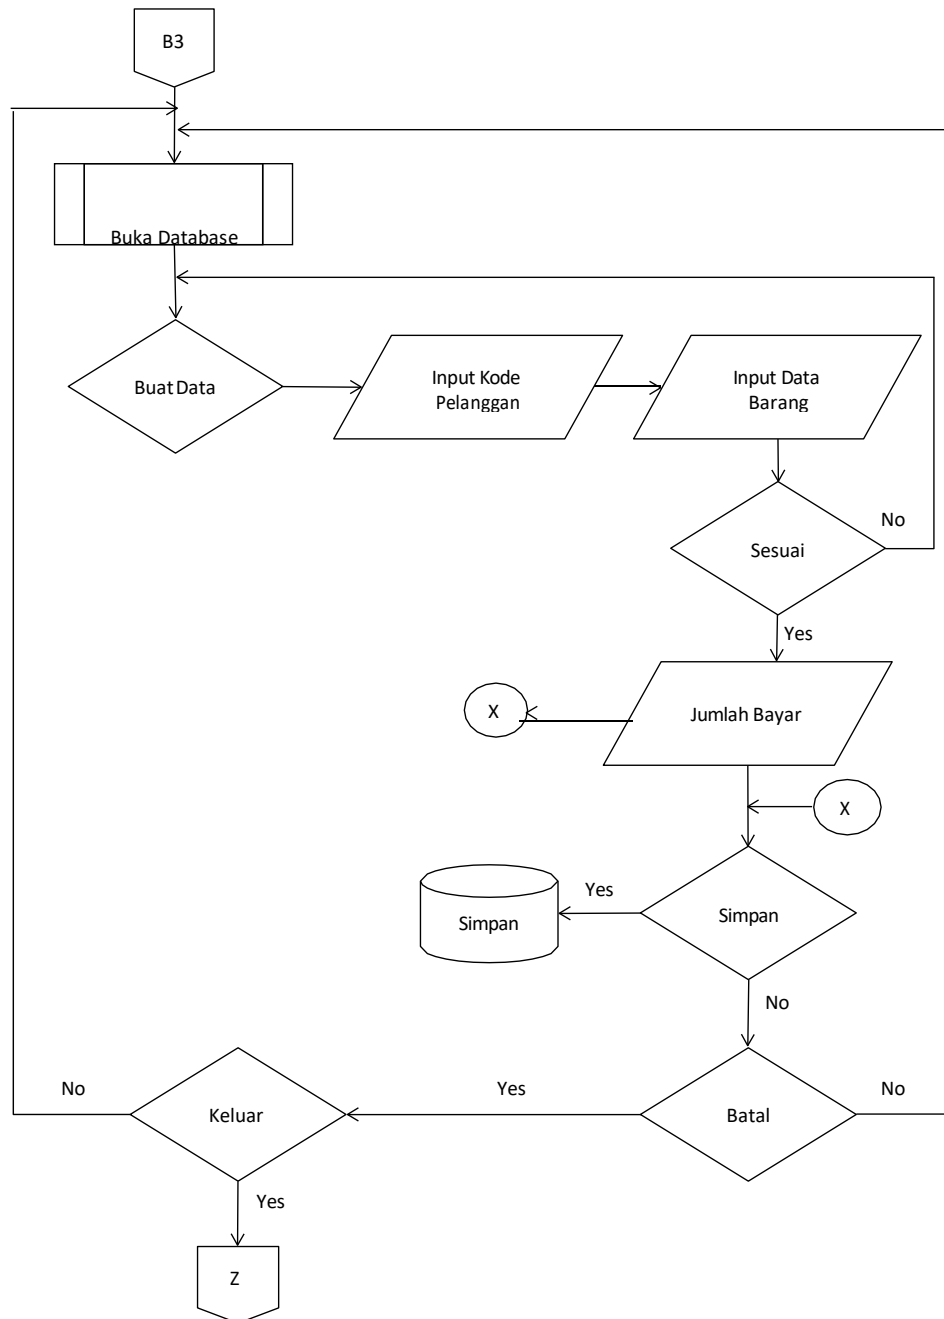 B3
Buka Database
Buat Data
Input Kode
Pelanggan
Input Data
Barang
Sesuai
No
Yes
Jumlah Bayar
X
X
Simpan
Yes
Simpan
No
Batal
No
Yes
Keluar
No
Yes
Z